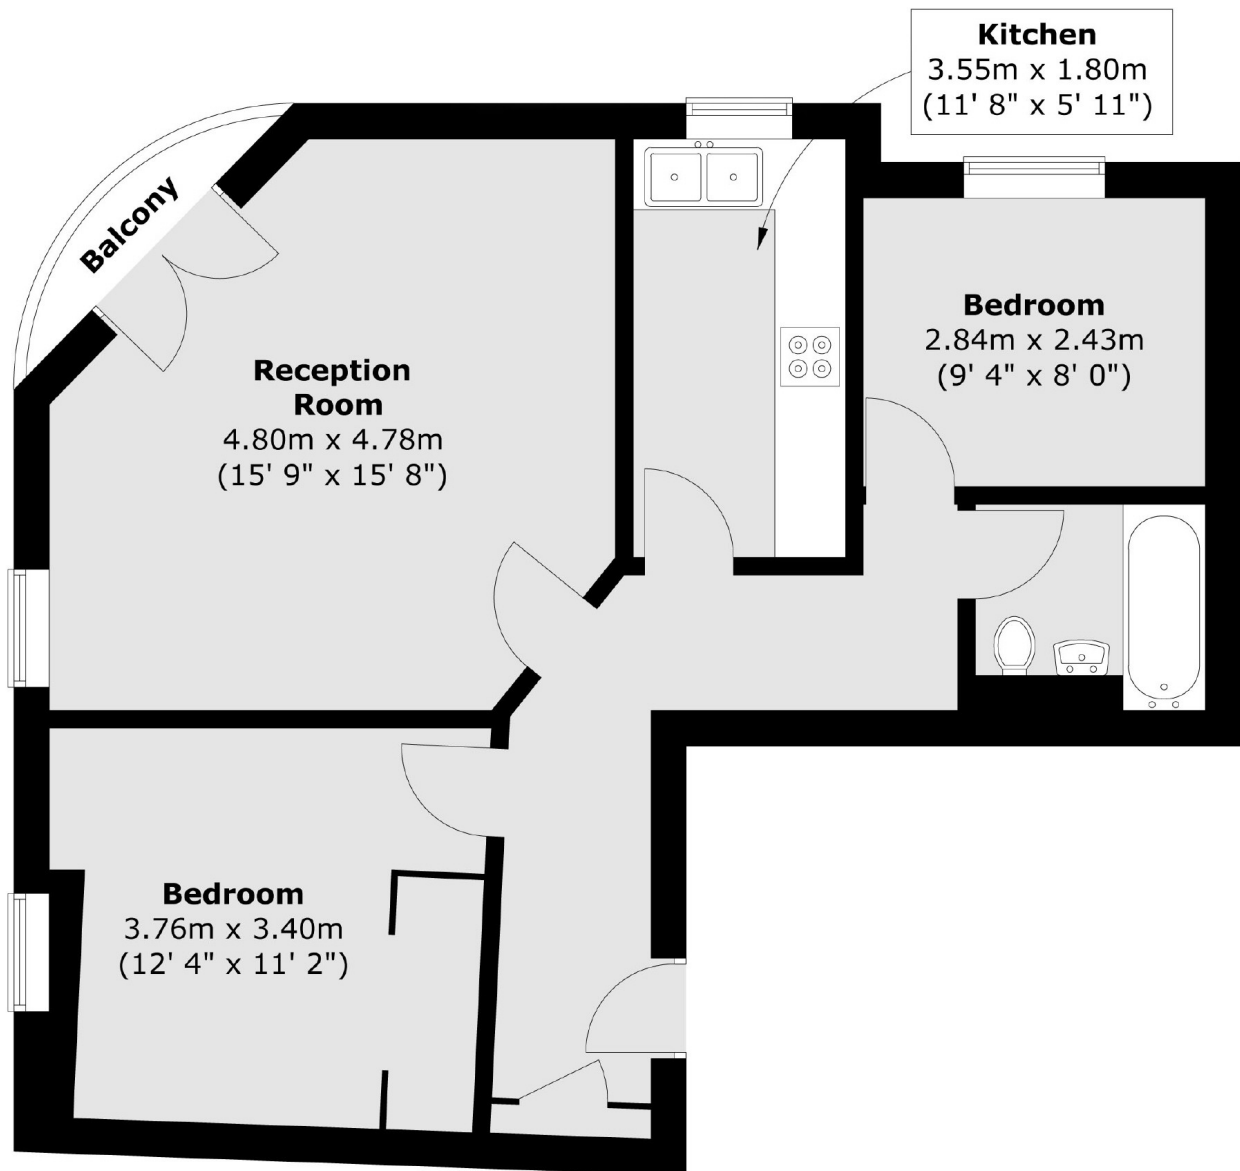 Kitchen
3.55m x 1.80m
(11' 8" x 5' 11")
Balcony
Bedroom
2.84m x 2.43m
(9' 4" x 8' 0")
Reception
Room
4.80m x 4.78m
(15' 9" x 15' 8")
Bedroom
3.76m x 3.40m
(12' 4" x 11' 2")